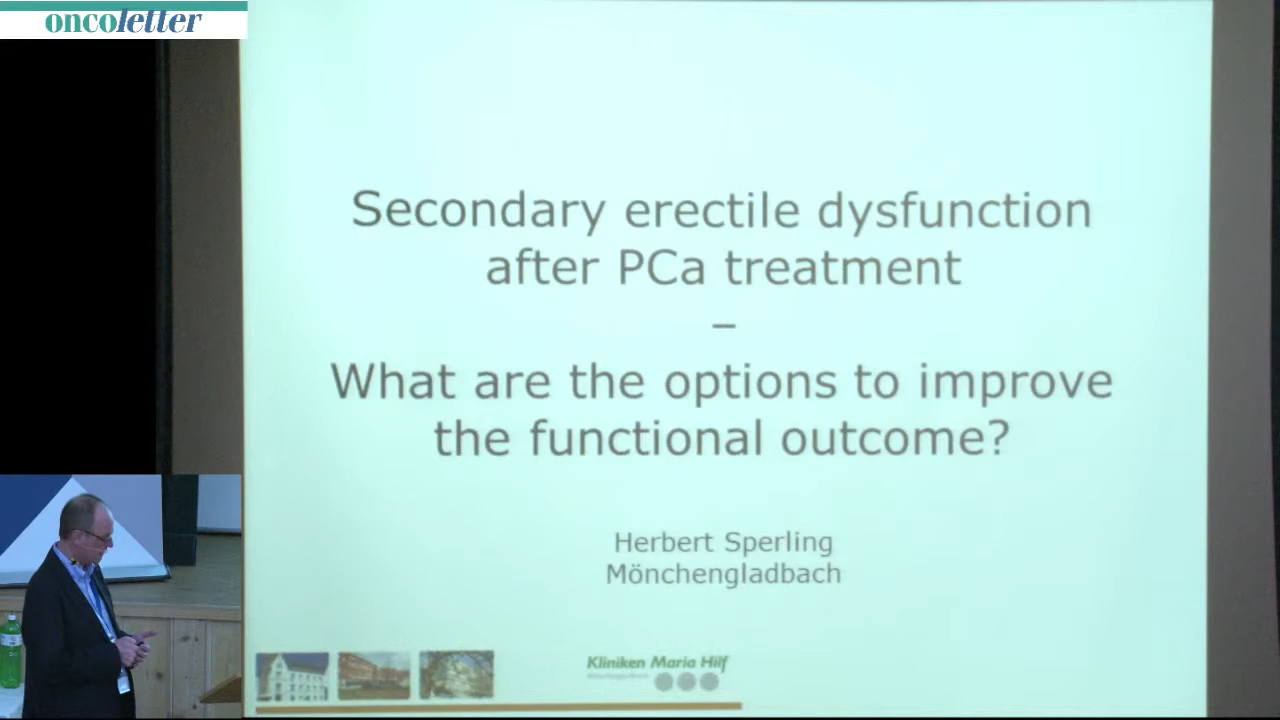 oncoletter
Secondary erectile dysfunction
after PCa treatment
–
What are the options to improve
the functional outcome?
Herbert Sperling
Mönchengladbach
Kliniken Maria Hilf